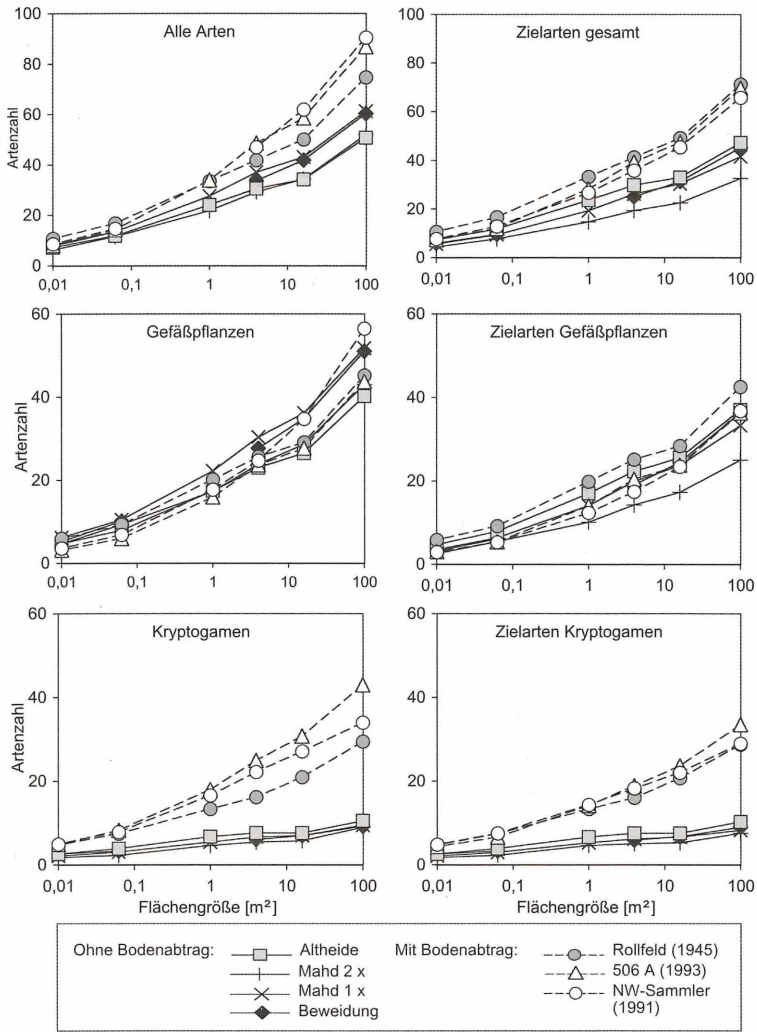 Alle Arten
Artenzahl
100
80
60
40
20
0
0,01 0,1 1 10 100
Zielarten gesamt
100
80
60
40
20
0
0,01 0,1 1 10 100
Gefäßpflanzen
Artenzahl
60
40
20
0
0,01 0,1 1 10 100
Zielarten Gefäßpflanzen
60
40
20
0
0,01 0,1 1 10 100
Kryptogamen
Artenzahl
60
40
20
0
0,01 0,1 1 10 100
Flächengröße [m²]
Zielarten Kryptogamen
60
40
20
0
0,01 0,1 1 10 100
Flächengröße [m²]
Ohne Bodenabtrag:
Altheide
Mahd 2 x
Mahd 1 x
Beweidung
Mit Bodenabtrag:
Rollfeld (1945)
506 A (1993)
NW-Sammler
(1991)